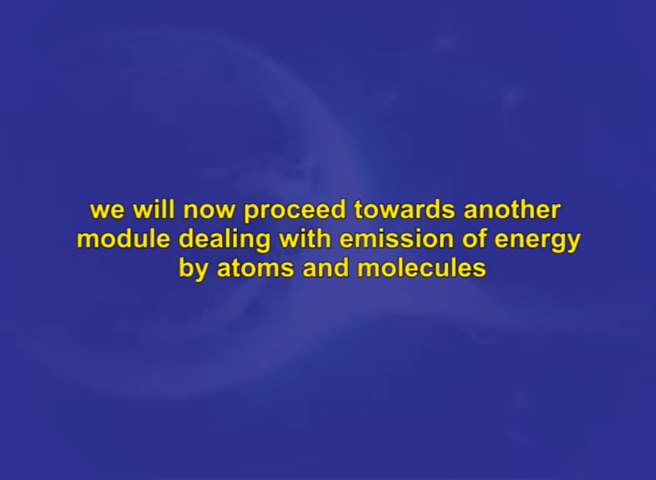 we will now proceed towards another
module dealing with emission of energy
by atoms and molecules